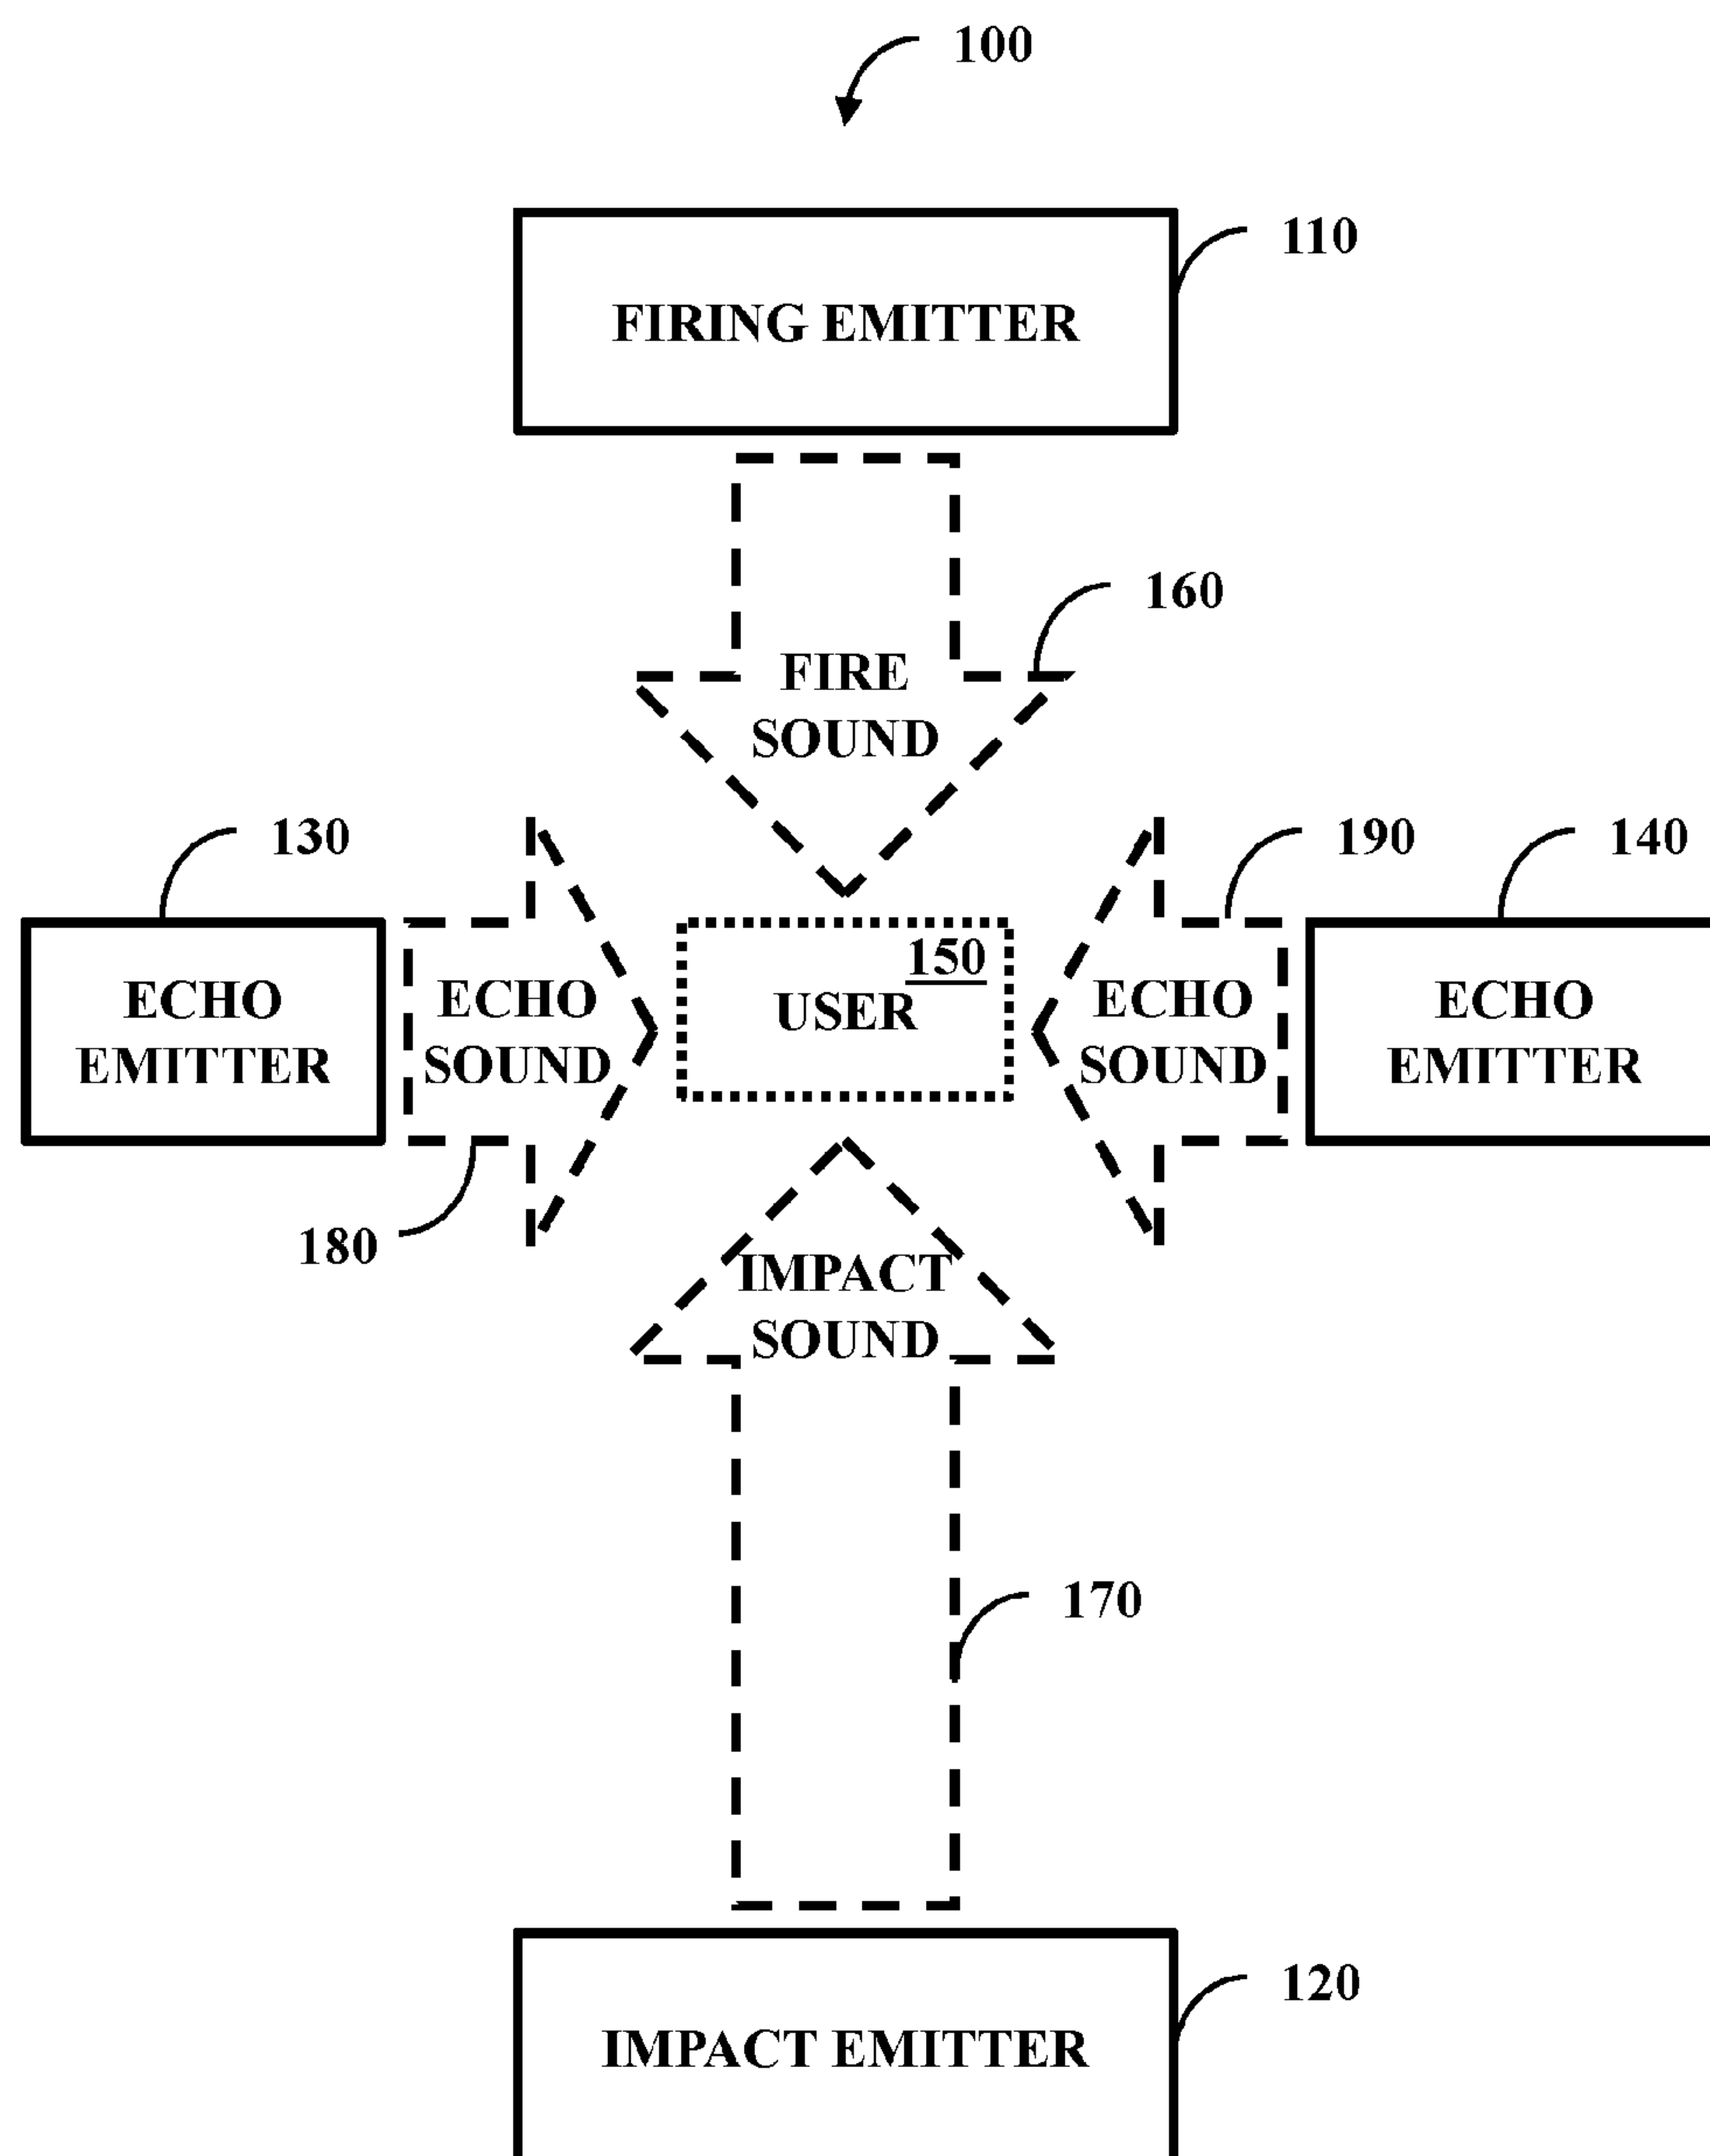 100
110
FIRING EMITTER
160
FIRE
SOUND
130
190
140
150
USER
ECHO
EMITTER
ECHO
SOUND
ECHO
SOUND
ECHO
EMITTER
180
IMPACT
SOUND
170
120
IMPACT EMITTER